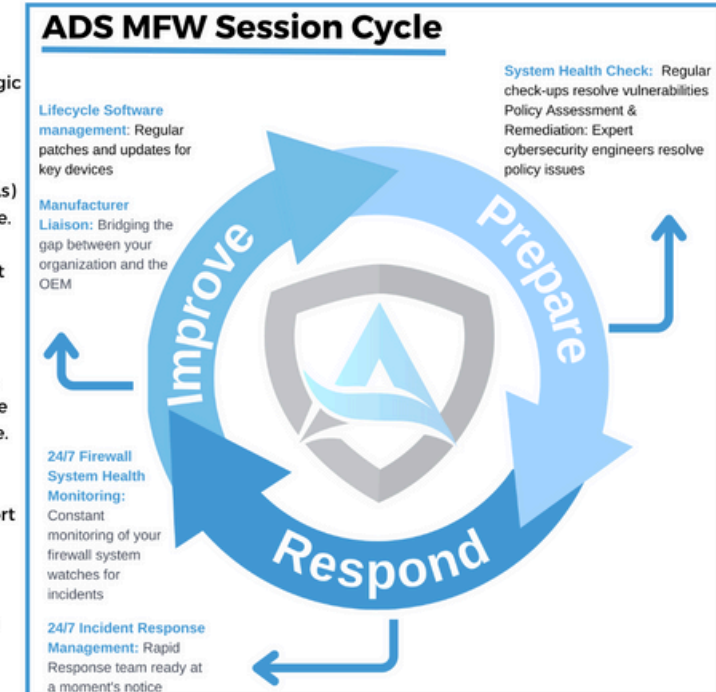 ADS MFW Session Cycle
System Health Check: Regular
check-ups resolve vulnerabilities
Policy Assessment &
Remediation: Expert
cybersecurity engineers resolve
policy issues
Lifecycle Software
management: Regular
patches and updates for
key devices
Manufacturer
Liaison: Bridging the
gap between your
organization and the
OEM
Improve
Prepare
Respond
24/7 Firewall
System Health
Monitoring:
Constant
monitoring of your
firewall system
watches for
incidents
24/7 Incident Response
Management: Rapid
Response team ready at
a moment's notice